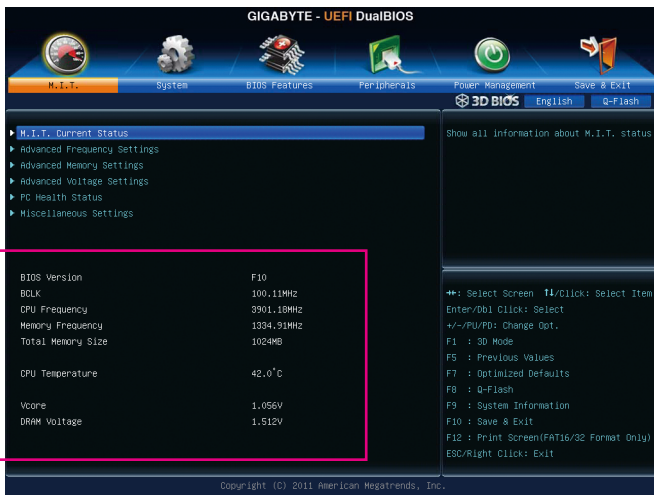 GIGABYTE - UEFI DualBIOS
M.I.T. System BIOS Features Peripherals Power Management Save & Exit
3D BIOS English Q-Flash
M.I.T. Current Status
Advanced Frequency Settings
Advanced Memory Settings
Advanced Voltage Settings
PC Health Status
Miscellaneous Settings
Show all information about M.I.T. status
BIOS Version F10
BCLK 100.11MHz
CPU Frequency 3901.18MHz
Memory Frequency 1334.91MHz
Total Memory Size 1024MB
CPU Temperature 42.0°C
Vcore 1.056V
DRAM Voltage 1.512V
→←: Select Screen ↑↓/Click: Select Item
Enter/Dbl Click: Select
+/-/PU/PD: Change Opt.
F1 : 3D Mode
F5 : Previous Values
F7 : Optimized Defaults
F8 : Q-Flash
F9 : System Information
F10 : Save & Exit
F12 : Print Screen(FAT16/32 Format Only)
ESC/Right Click: Exit
Copyright (C) 2011 American Megatrends, Inc.